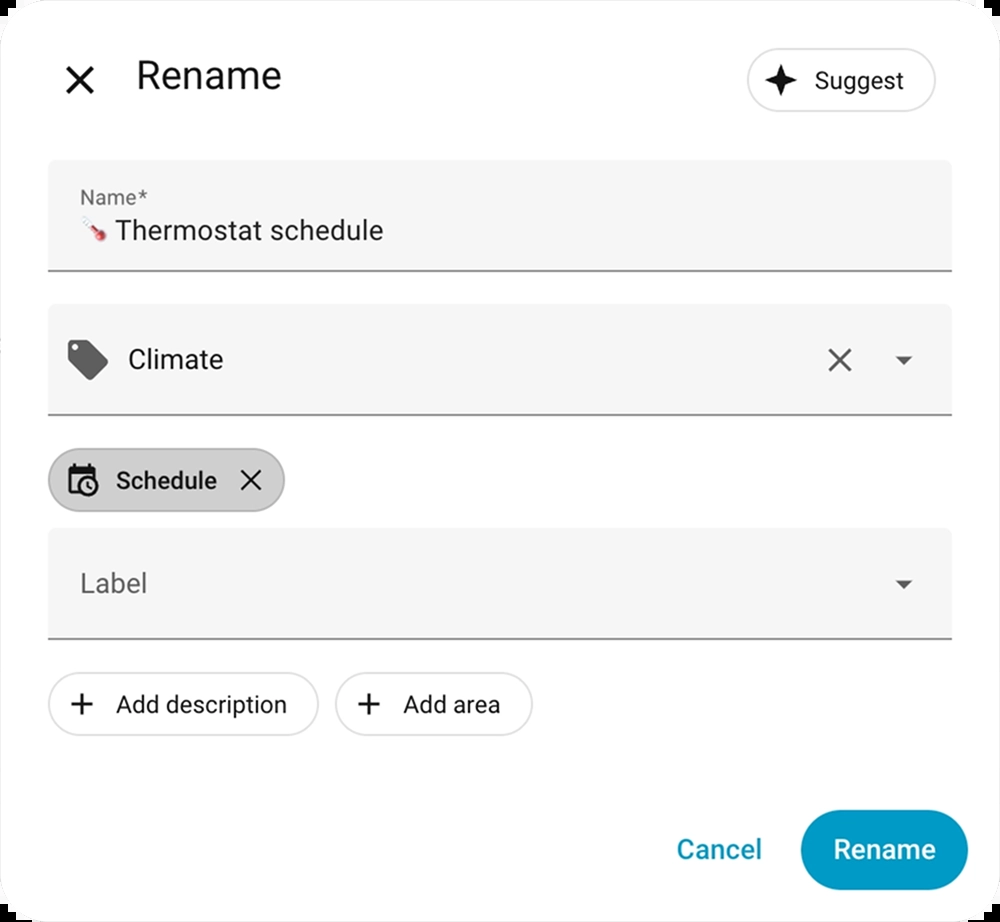 Rename
Suggest
Name*
🌡️ Thermostat schedule
Climate
Schedule
Label
Add description
Add area
Cancel
Rename